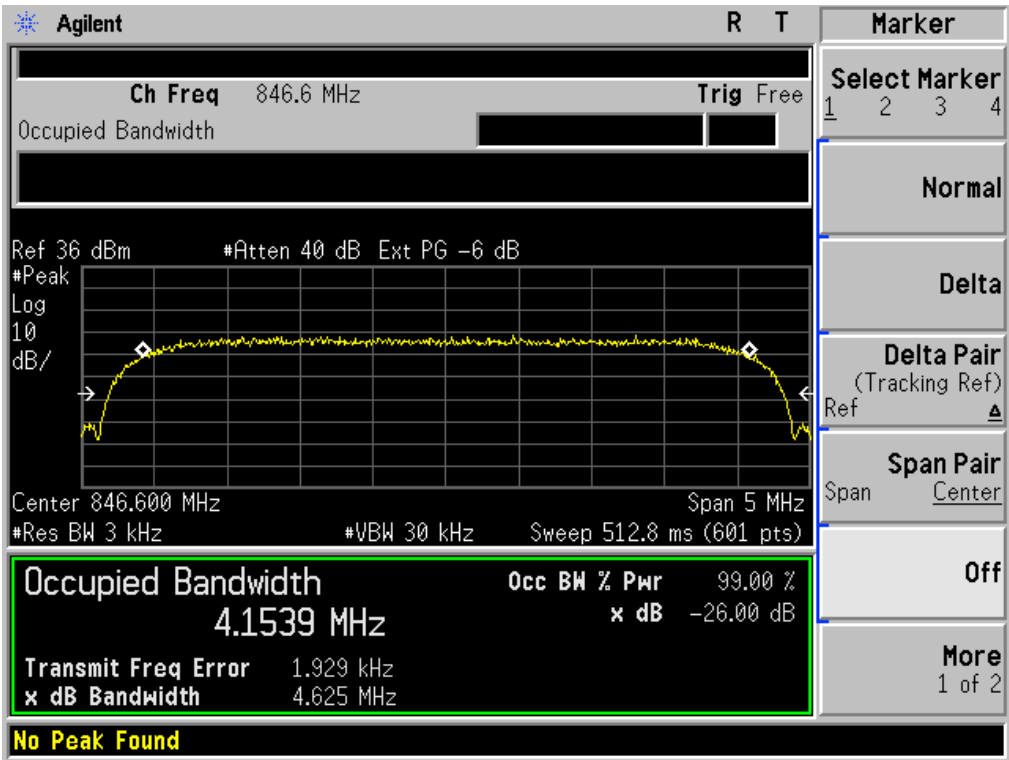 Agilent R T
Ch Freq 846.6 MHz Trig Free
Occupied Bandwidth
Ref 36 dBm #Atten 40 dB Ext PG -6 dB
#Peak
Log
10
dB/
Center 846.600 MHz Span 5 MHz
#Res BW 3 kHz #VBW 30 kHz Sweep 512.8 ms (601 pts)
Occupied Bandwidth Occ BW % Pwr 99.00 %
4.1539 MHz x dB -26.00 dB
Transmit Freq Error 1.929 kHz
x dB Bandwidth 4.625 MHz
No Peak Found
Marker
Select Marker
1 2 3 4
Normal
Delta
Delta Pair
(Tracking Ref)
Ref Δ
Span Pair
Span Center
Off
More
1 of 2